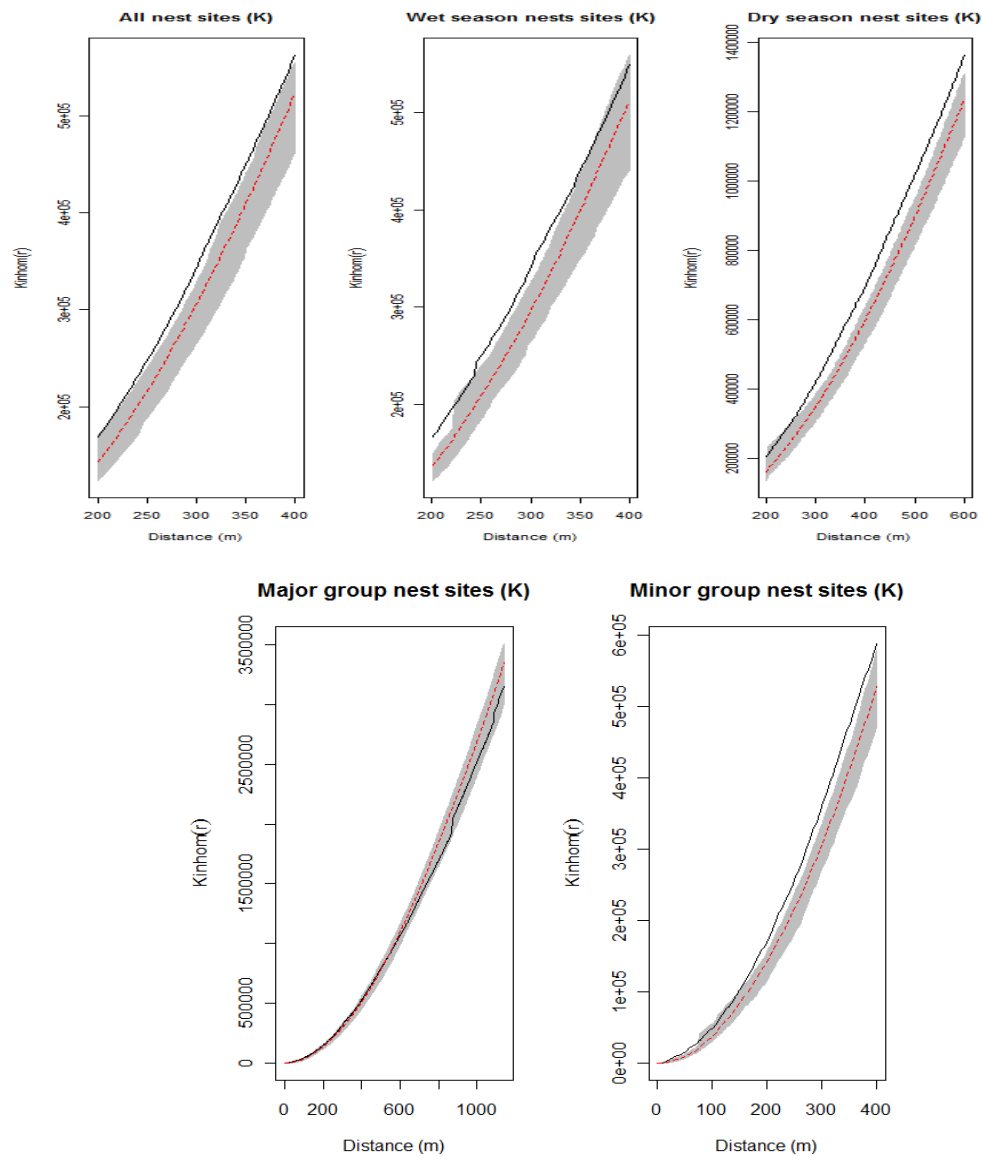 All nest sites (K)
Kinhom(r)
5e+05
4e+05
3e+05
2e+05
200 250 300 350 400
Distance (m)
Wet season nests sites (K)
Kinhom(r)
5e+05
4e+05
3e+05
2e+05
200 250 300 350 400
Distance (m)
Dry season nest sites (K)
Kinhom(r)
1400000
1200000
1000000
800000
600000
400000
200000
200 300 400 500 600
Distance (m)
Major group nest sites (K)
Kinhom(r)
3500000
2500000
1500000
500000
0
0 200 600 1000
Distance (m)
Minor group nest sites (K)
Kinhom(r)
6e+05
5e+05
4e+05
3e+05
2e+05
1e+05
0e+00
0 100 200 300 400
Distance (m)